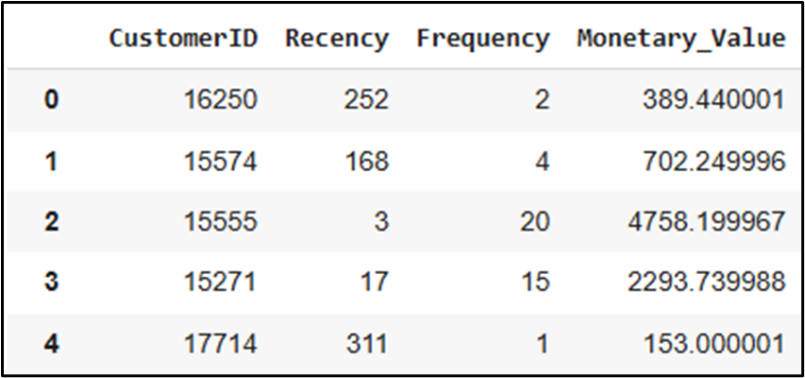 CustomerID Recency Frequency Monetary_Value
0 16250 252 2 389.440001
1 15574 168 4 702.249996
2 15555 3 20 4758.199967
3 15271 17 15 2293.739988
4 17714 311 1 153.000001